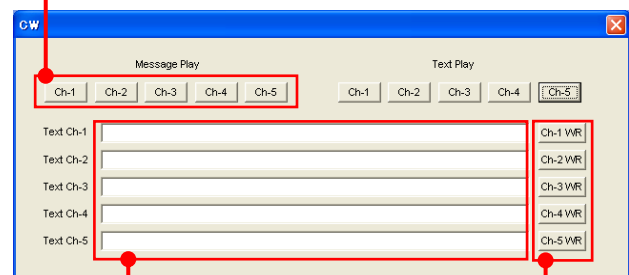 CW
Message Play Text Play
Ch-1 Ch-2 Ch-3 Ch-4 Ch-5 Ch-1 Ch-2 Ch-3 Ch-4 Ch-5
Text Ch-1 Ch-1 WR
Text Ch-2 Ch-2 WR
Text Ch-3 Ch-3 WR
Text Ch-4 Ch-4 WR
Text Ch-5 Ch-5 WR